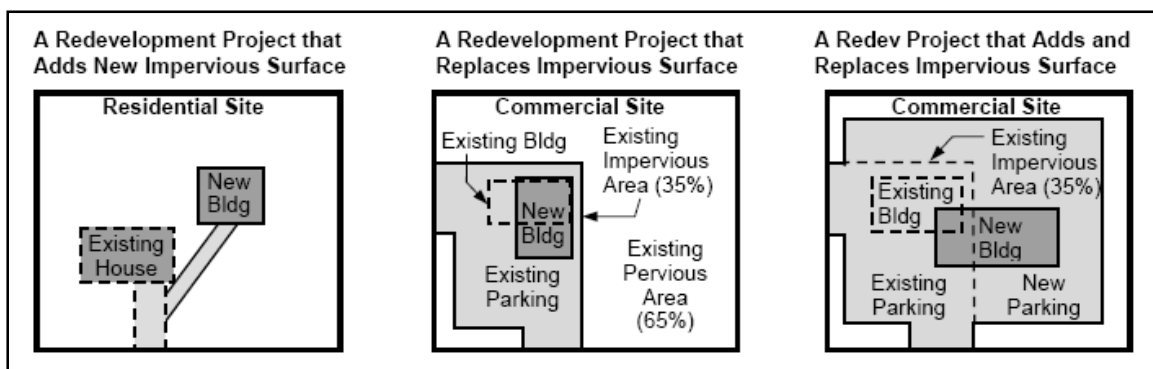 A Redevelopment Project that
Adds New Impervious Surface
Residential Site
New
Bldg
Existing
House
A Redevelopment Project that
Replaces Impervious Surface
Commercial Site
Existing Bldg
Existing
Impervious
Area (35%)
New
Bldg
Existing
Parking
Existing
Pervious
Area
(65%)
A Redev Project that Adds and
Replaces Impervious Surface
Commercial Site
Existing
Impervious
Area (35%)
Existing
Bldg
New
Bldg
Existing
Parking
New
Parking